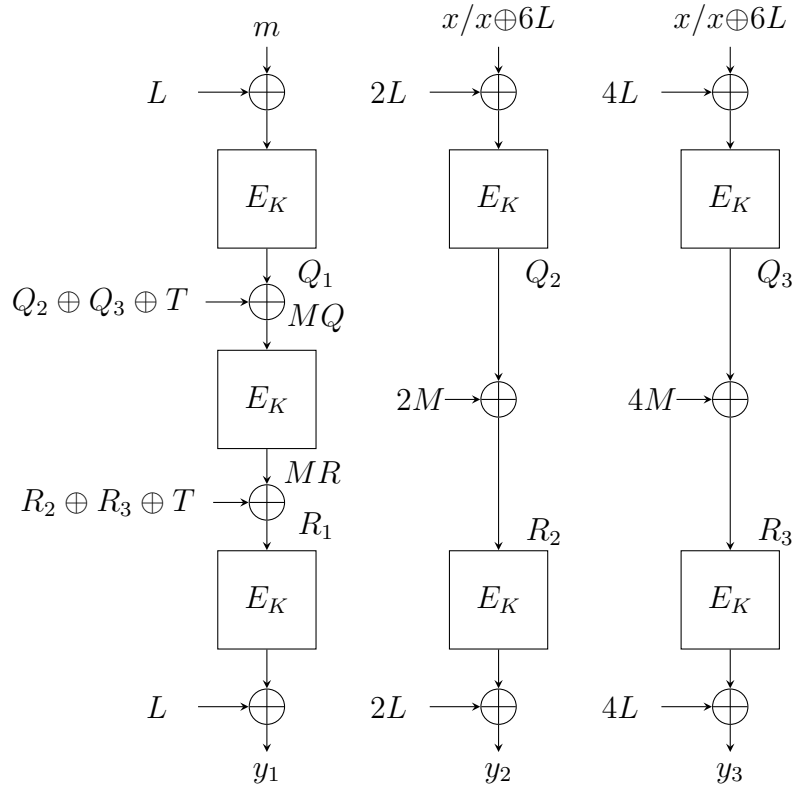 m x/x⊕6L x/x⊕6L
L 2L 4L
E_K E_K E_K
Q_1 Q_2 Q_3
Q_2 ⊕ Q_3 ⊕ T
MQ
E_K 2M 4M
MR
R_2 ⊕ R_3 ⊕ T
R_1 R_2 R_3
E_K E_K E_K
L 2L 4L
y_1 y_2 y_3